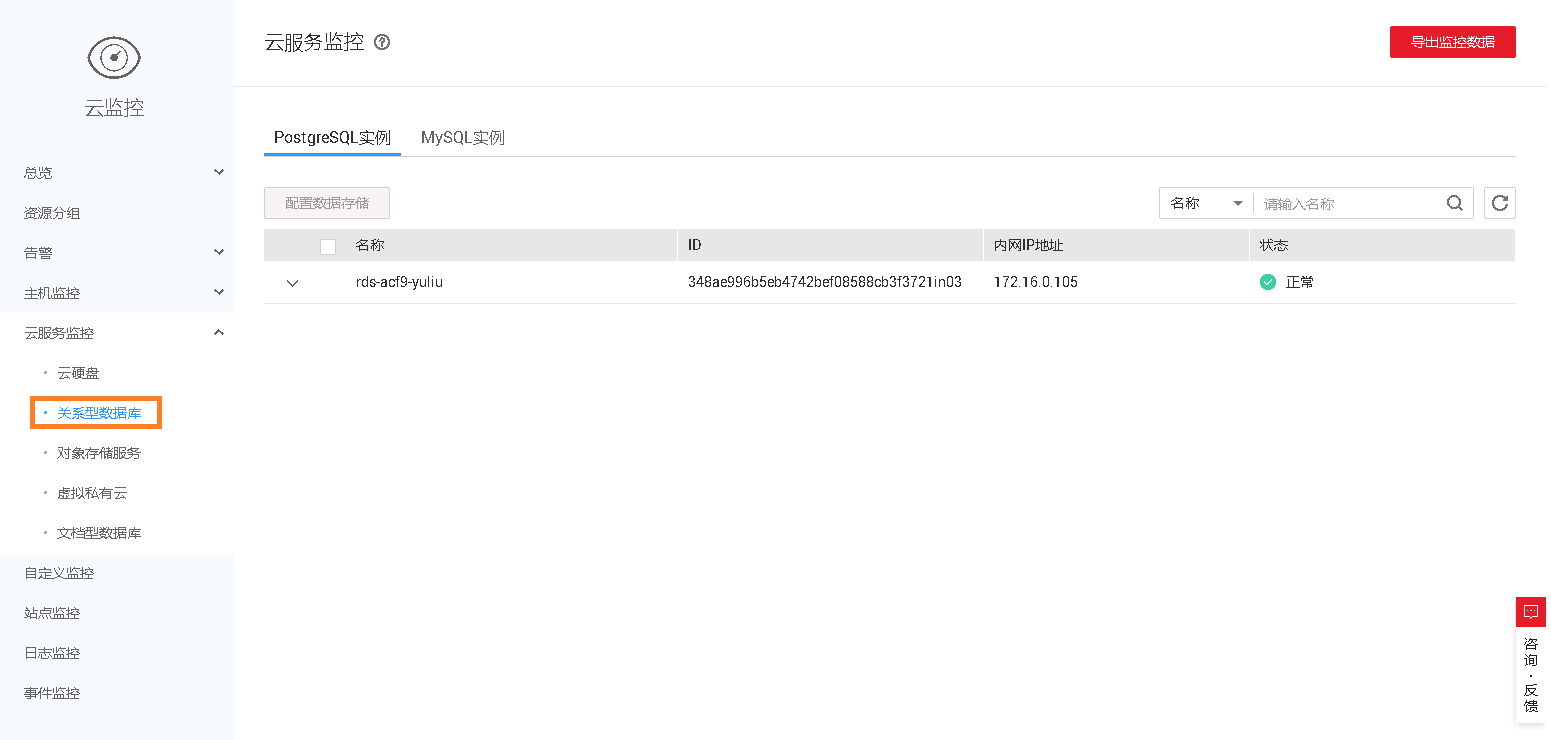 云监控
总览
资源分组
告警
主机监控
云服务监控
云硬盘
关系型数据库
对象存储服务
虚拟私有云
文档型数据库
自定义监控
站点监控
日志监控
事件监控
云服务监控 ?
导出监控数据
PostgreSQL实例 MySQL实例
配置数据存储
名称 请输入名称
名称 ID 内网IP地址 状态
rds-acf9-yuliu 348ae996b5eb4742bef08588cb3f3721in03 172.16.0.105 正常
咨询·反馈